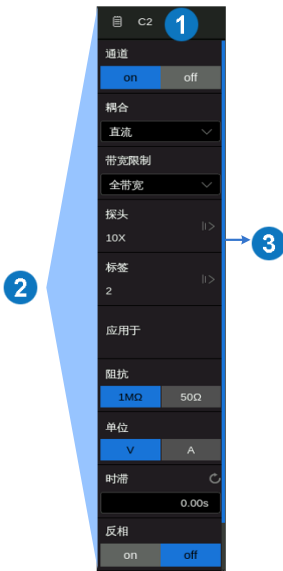 C2 1
通道
on off
耦合
直流
带宽限制
全带宽
探头
10X
3
标签
2
2
应用于
阻抗
1MΩ 50Ω
单位
V A
时滞
0.00s
反相
on off